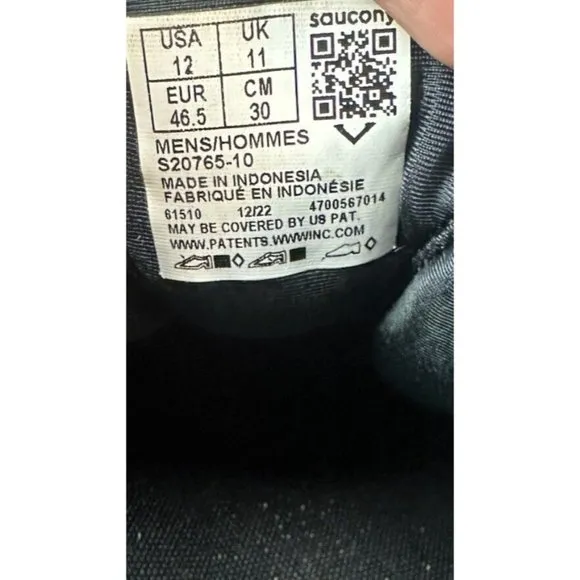 saucony
USA UK
12 11
EUR CM
46.5 30
MENS/HOMMES
S20765-10
MADE IN INDONESIA
FABRIQUÉ EN INDONÉSIE
61510 12/22 4700567014
MAY BE COVERED BY US PAT.
WWW.PATENTS.WWWINC.COM